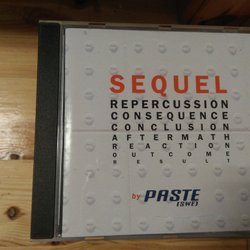 SEQUEL
REPERCUSSION
CONSEQUENCE
CONCLUSION
AFTERMATH
REACTION
OUTCOME
RESULT
by PASTE
(SWE)